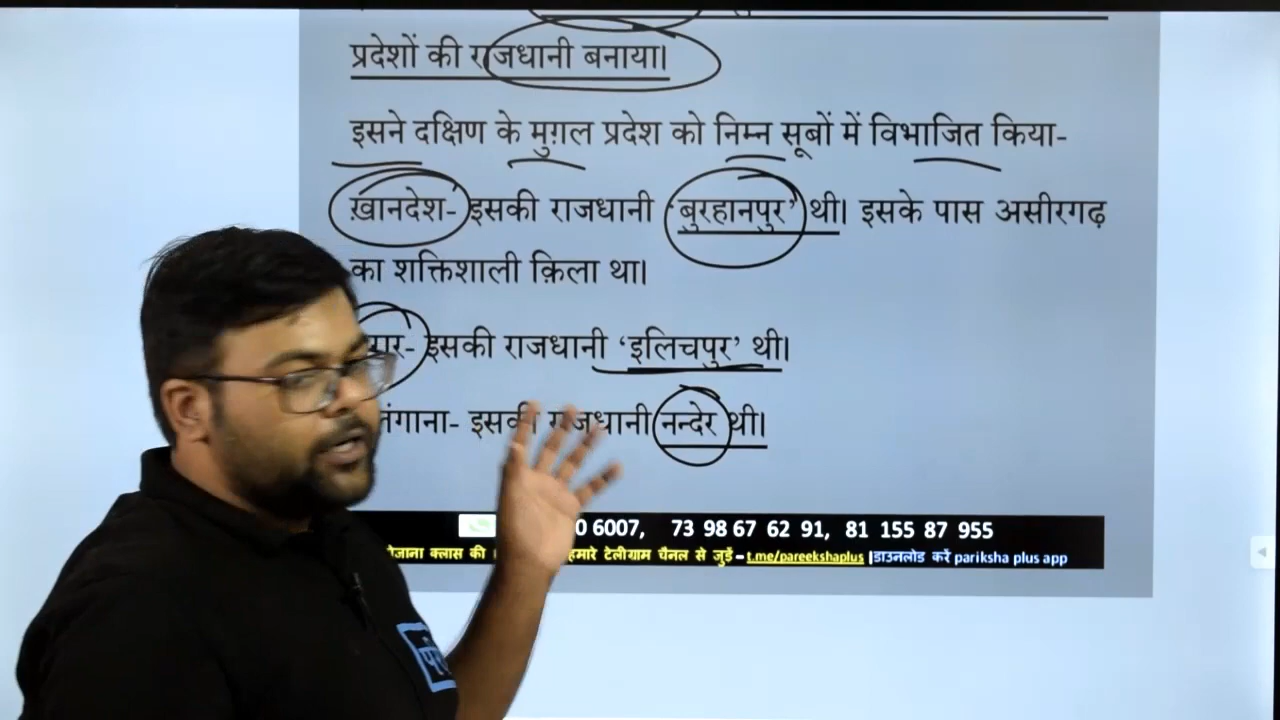 प्रदेशों की राजधानी बनाया।
इसने दक्षिण के मुग़ल प्रदेश को निम्न सूबों में विभाजित किया-
ख़ानदेश- इसकी राजधानी 'बुरहानपुर' थी। इसके पास असीरगढ़
का शक्तिशाली क़िला था।
इसकी राजधानी 'इलिचपुर' थी।
इसकी राजधानी नन्देर थी।
6007, 73 98 67 62 91, 81 155 87 955
क्लास की हमारे टेलीग्राम चैनल से जुड़ें – t.me/pareekshaplus |डाउनलोड करें pariksha plus app